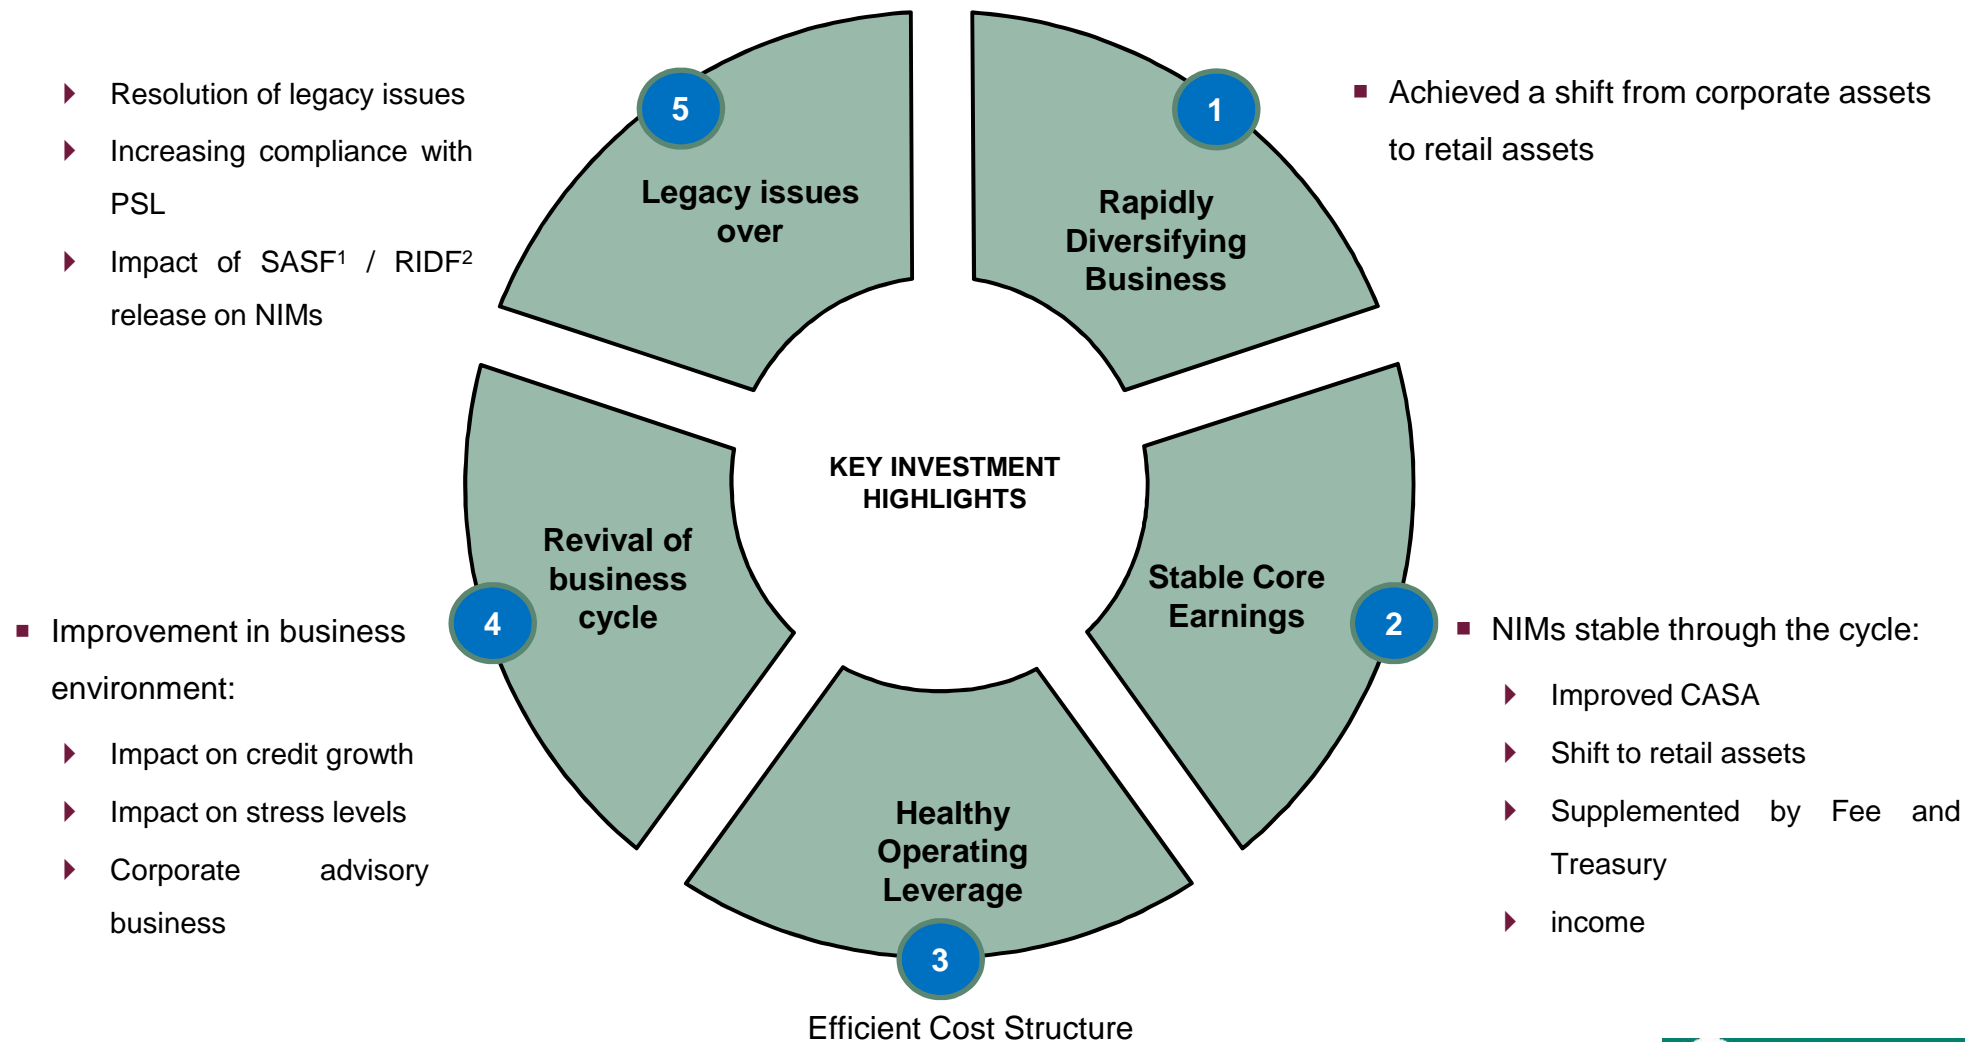 KEY INVESTMENT
HIGHLIGHTS
1
Rapidly
Diversifying
Business
Achieved a shift from corporate assets
to retail assets
2
Stable Core
Earnings
NIMs stable through the cycle:
Improved CASA
Shift to retail assets
Supplemented by Fee and
Treasury
income
3
Healthy
Operating
Leverage
Efficient Cost Structure
4
Revival of
business
cycle
Improvement in business
environment:
Impact on credit growth
Impact on stress levels
Corporate advisory
business
5
Legacy issues
over
Resolution of legacy issues
Increasing compliance with
PSL
Impact of SASF¹ / RIDF²
release on NIMs